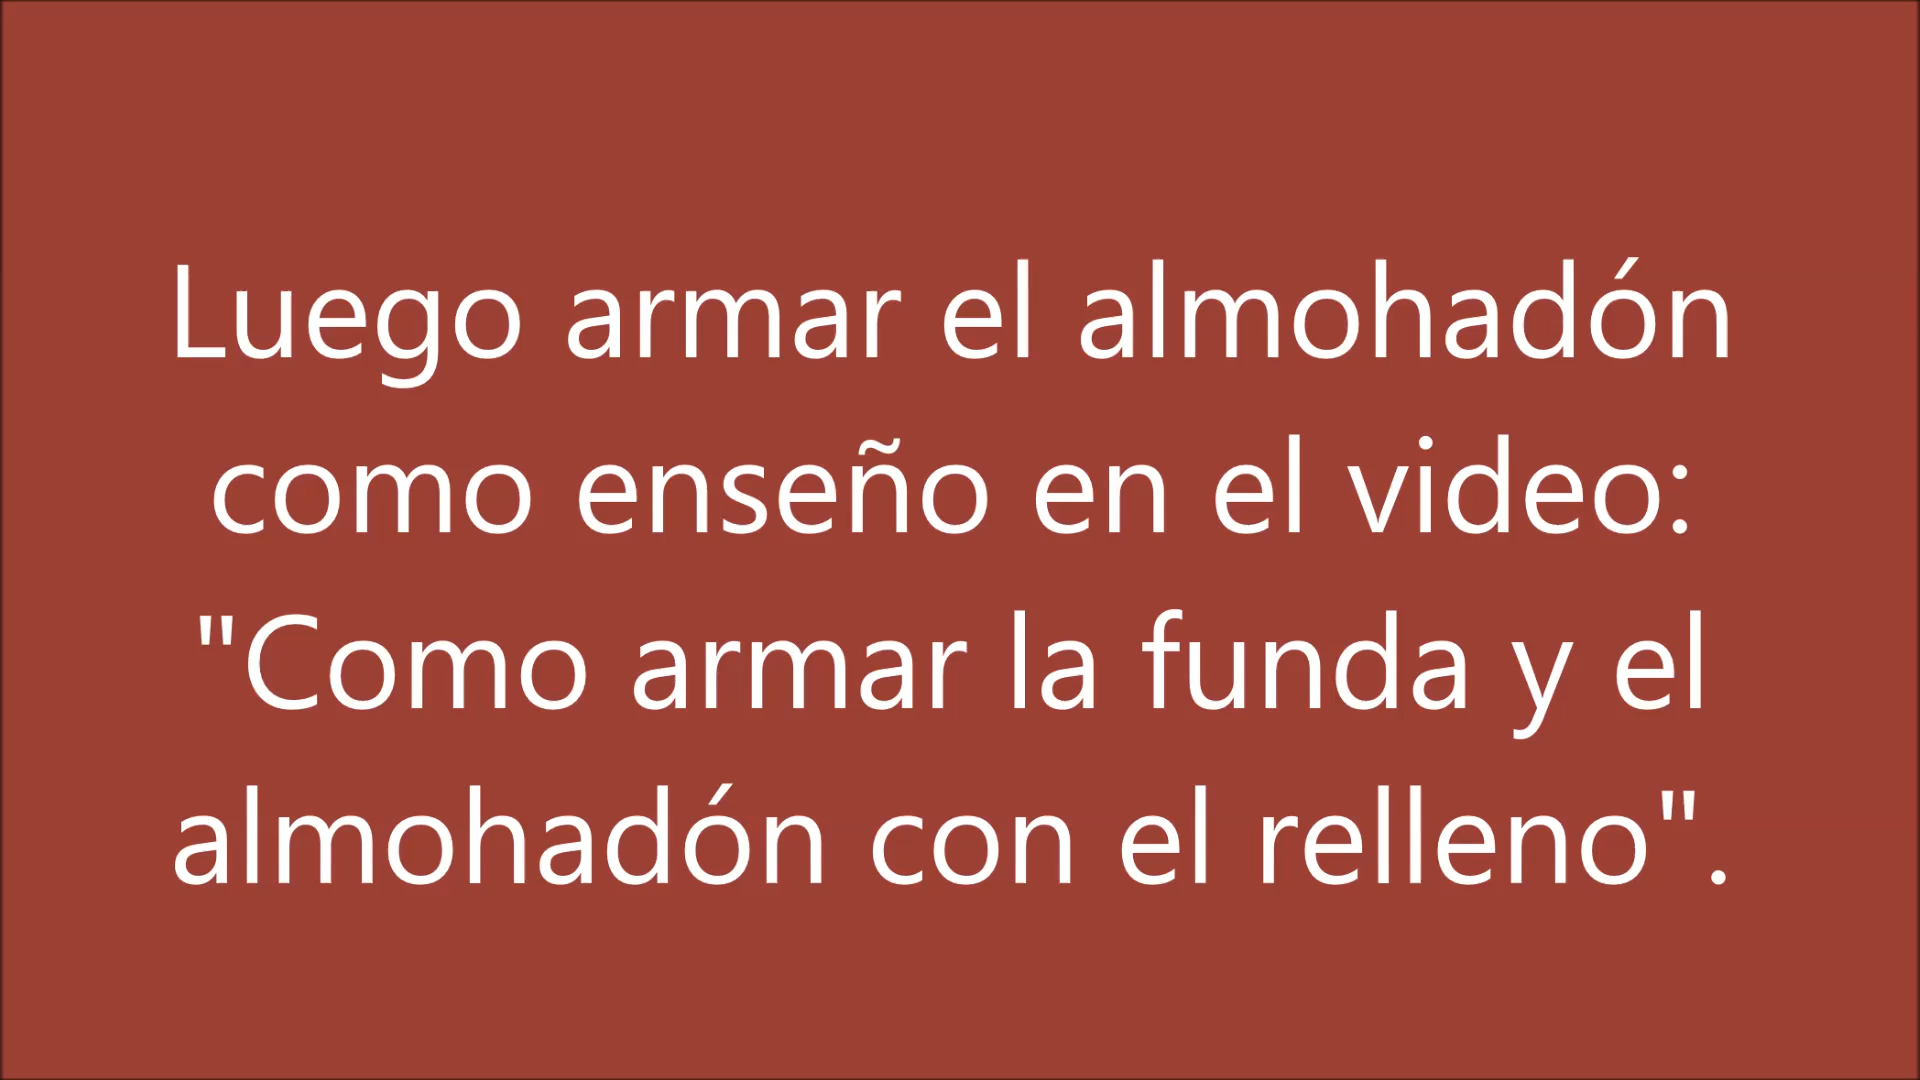 Luego armar el almohadón
como enseño en el video:
"Como armar la funda y el
almohadón con el relleno".